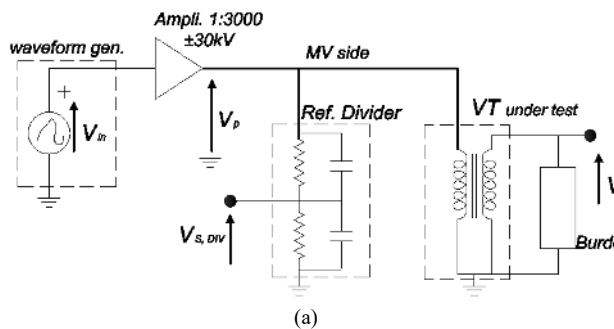 Ampli. 1:3000
±30kV
waveform gen.
MV side
+
V_in
V_p
Ref. Divider
VT under test
V_S, DIV
V
Burde
(a)